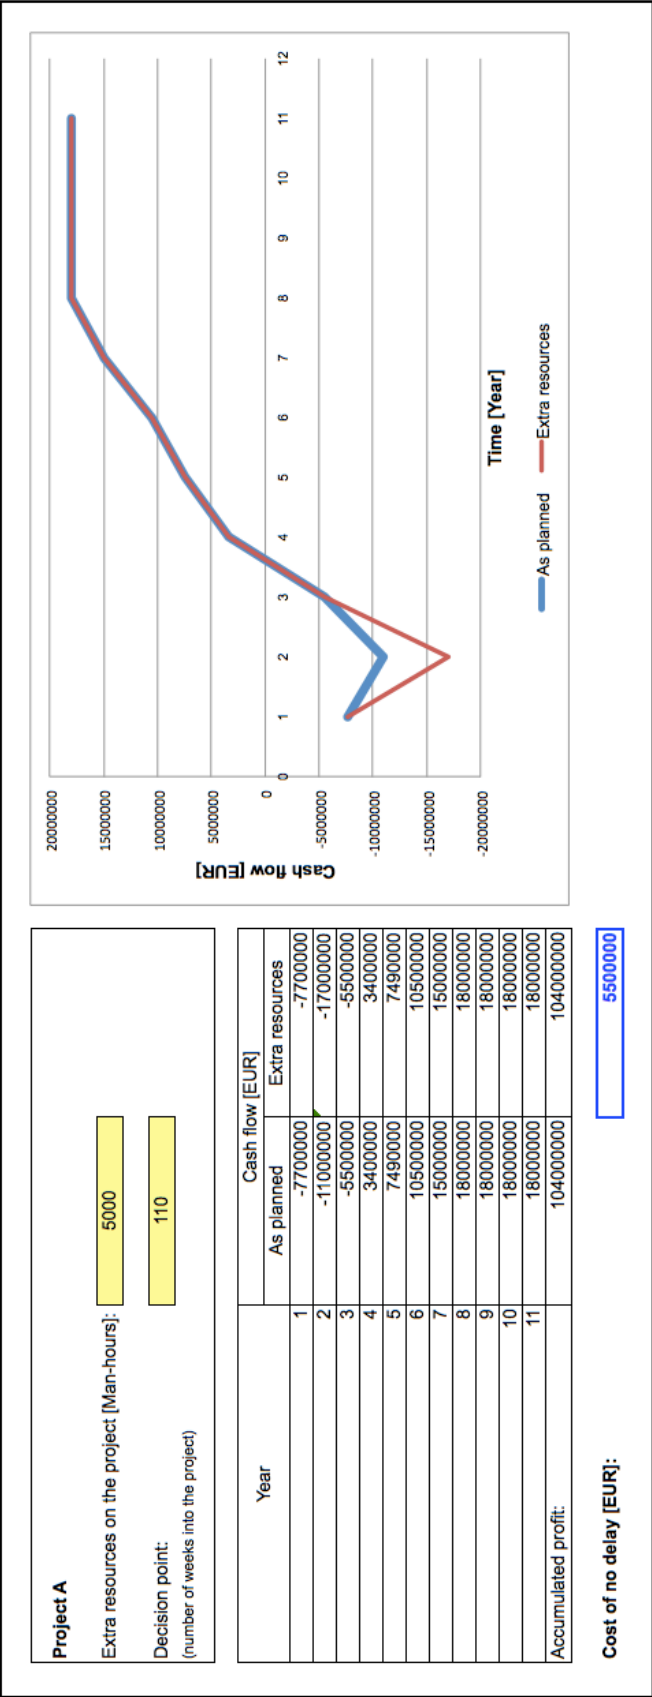 Project A
Extra resources on the project [Man-hours]: 5000
Decision point: 110
(number of weeks into the project)
Year Cash flow [EUR]
As planned Extra resources
1 -7700000 -7700000
2 -11000000 -17000000
3 -5500000 -5500000
4 3400000 3400000
5 7490000 7490000
6 10500000 10500000
7 15000000 15000000
8 18000000 18000000
9 18000000 18000000
10 18000000 18000000
11 18000000 18000000
Accumulated profit: 104000000 104000000
Cost of no delay [EUR]: 5500000
Cash flow [EUR]
20000000
15000000
10000000
5000000
0
-5000000
-10000000
-15000000
-20000000
0 1 2 3 4 5 6 7 8 9 10 11 12
Time [Year]
As planned Extra resources